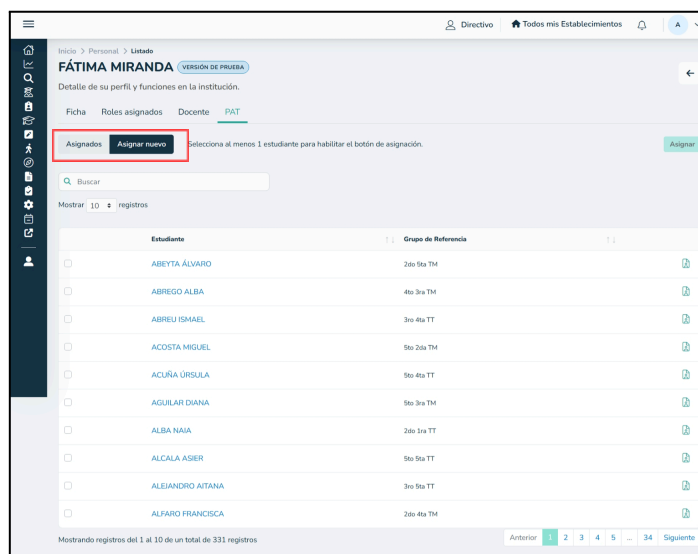 Directivo Todos mis Establecimientos A
Inicio > Personal > Listado
FÁTIMA MIRANDA VERSIÓN DE PRUEBA
Detalle de su perfil y funciones en la institución.
Ficha Roles asignados Docente PAT
Asignados Asignar nuevo Selecciona al menos 1 estudiante para habilitar el botón de asignación. Asignar
Buscar
Mostrar 10 registros
Estudiante Grupo de Referencia
ABEYTA ÁLVARO 2do 5ta TM
ABREGO ALBA 4to 3ra TM
ABREU ISMAEL 3ro 4ta TT
ACOSTA MIGUEL 5to 2da TM
ACUÑA ÚRSULA 5to 4ta TT
AGUILAR DIANA 5to 3ra TM
ALBA NAIA 2do 1ra TT
ALCALA ASIER 5to 5ta TT
ALEJANDRO AITANA 3ro 5ta TT
ALFARO FRANCISCA 2do 4ta TM
Mostrando registros del 1 al 10 de un total de 331 registros Anterior 1 2 3 4 5 ... 34 Siguiente